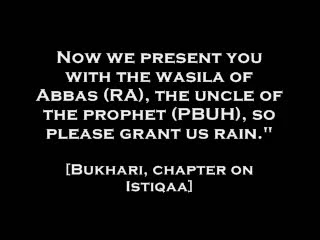 Now we present you
with the wasila of
Abbas (RA), the uncle of
the prophet (PBUH), so
please grant us rain."
[Bukhari, chapter on
Istiqaa]